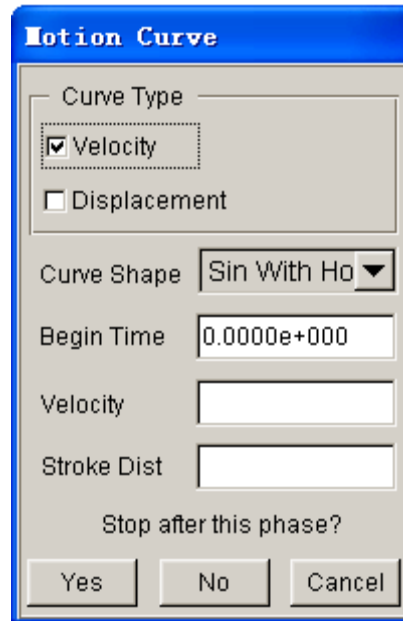 Motion Curve
Curve Type
Velocity
Displacement
Curve Shape Sin With Ho
Begin Time 0.0000e+000
Velocity
Stroke Dist
Stop after this phase?
Yes No Cancel